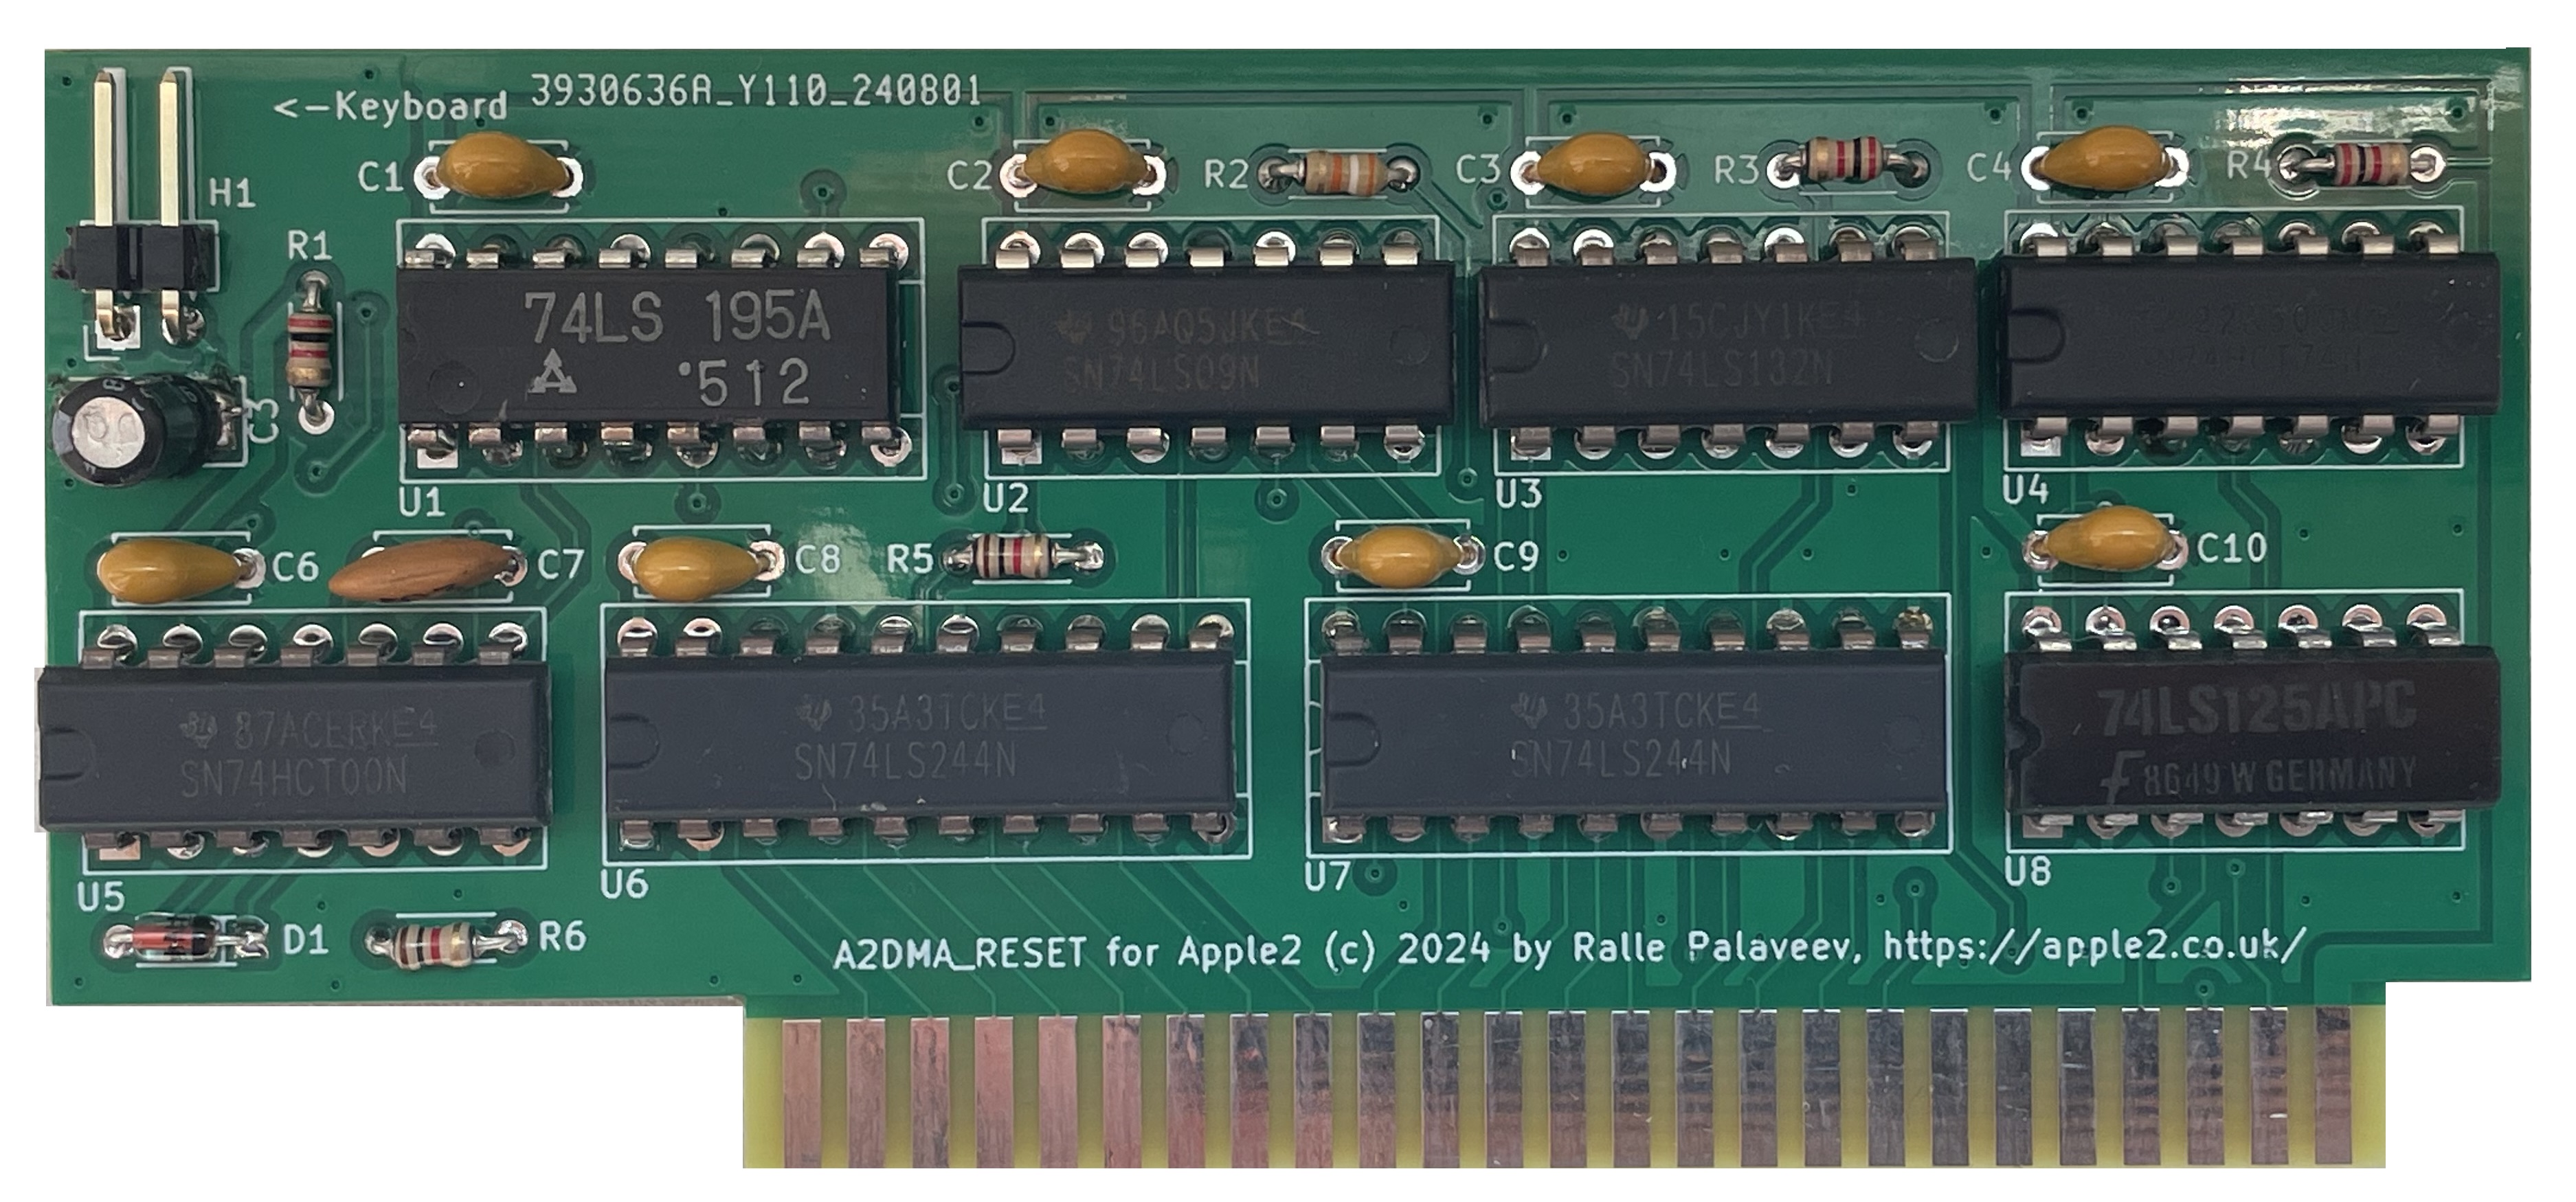 <-Keyboard 3930636A_Y110_240801
H1
C1
C2
R2
C3
R3
C4
R4
R1
74LS 195A
512
96AQ5JKE4
SN74LS09N
15CJY1KE4
SN74LS132N
U1
U2
U3
U4
C6
C7
C8
R5
C9
C10
87ACERKE4
SN74HCT00N
35A3TCKE4
SN74LS244N
35A3TCKE4
SN74LS244N
74LS125APC
F 8649 W GERMANY
U5
U6
U7
U8
D1
R6
A2DMA_RESET for Apple2 (c) 2024 by Ralle Palaveev, https://apple2.co.uk/